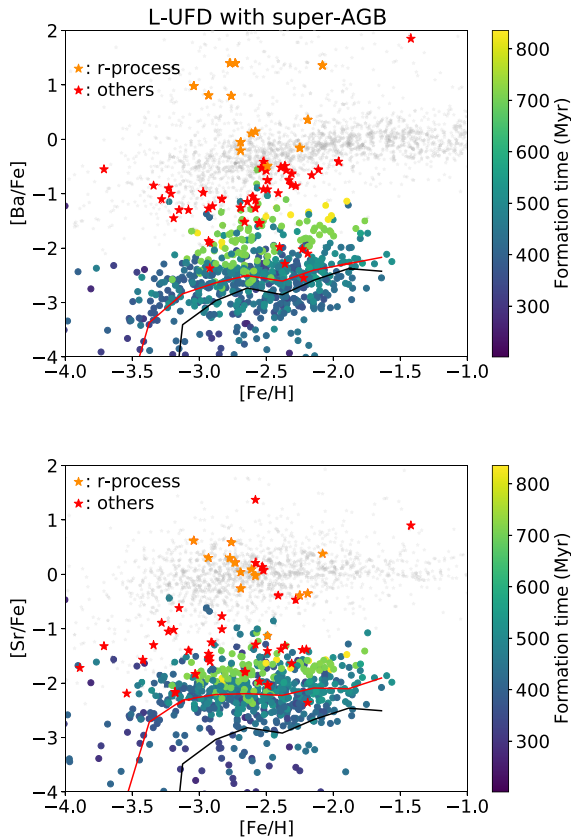 L-UFD with super-AGB
★: r-process
★: others
2
1
0
−1
−2
−3
−4
[Ba/Fe]
−4.0 −3.5 −3.0 −2.5 −2.0 −1.5 −1.0
[Fe/H]
800
700
600
500
400
300
Formation time (Myr)
★: r-process
★: others
2
1
0
−1
−2
−3
−4
[Sr/Fe]
−4.0 −3.5 −3.0 −2.5 −2.0 −1.5 −1.0
[Fe/H]
800
700
600
500
400
300
Formation time (Myr)